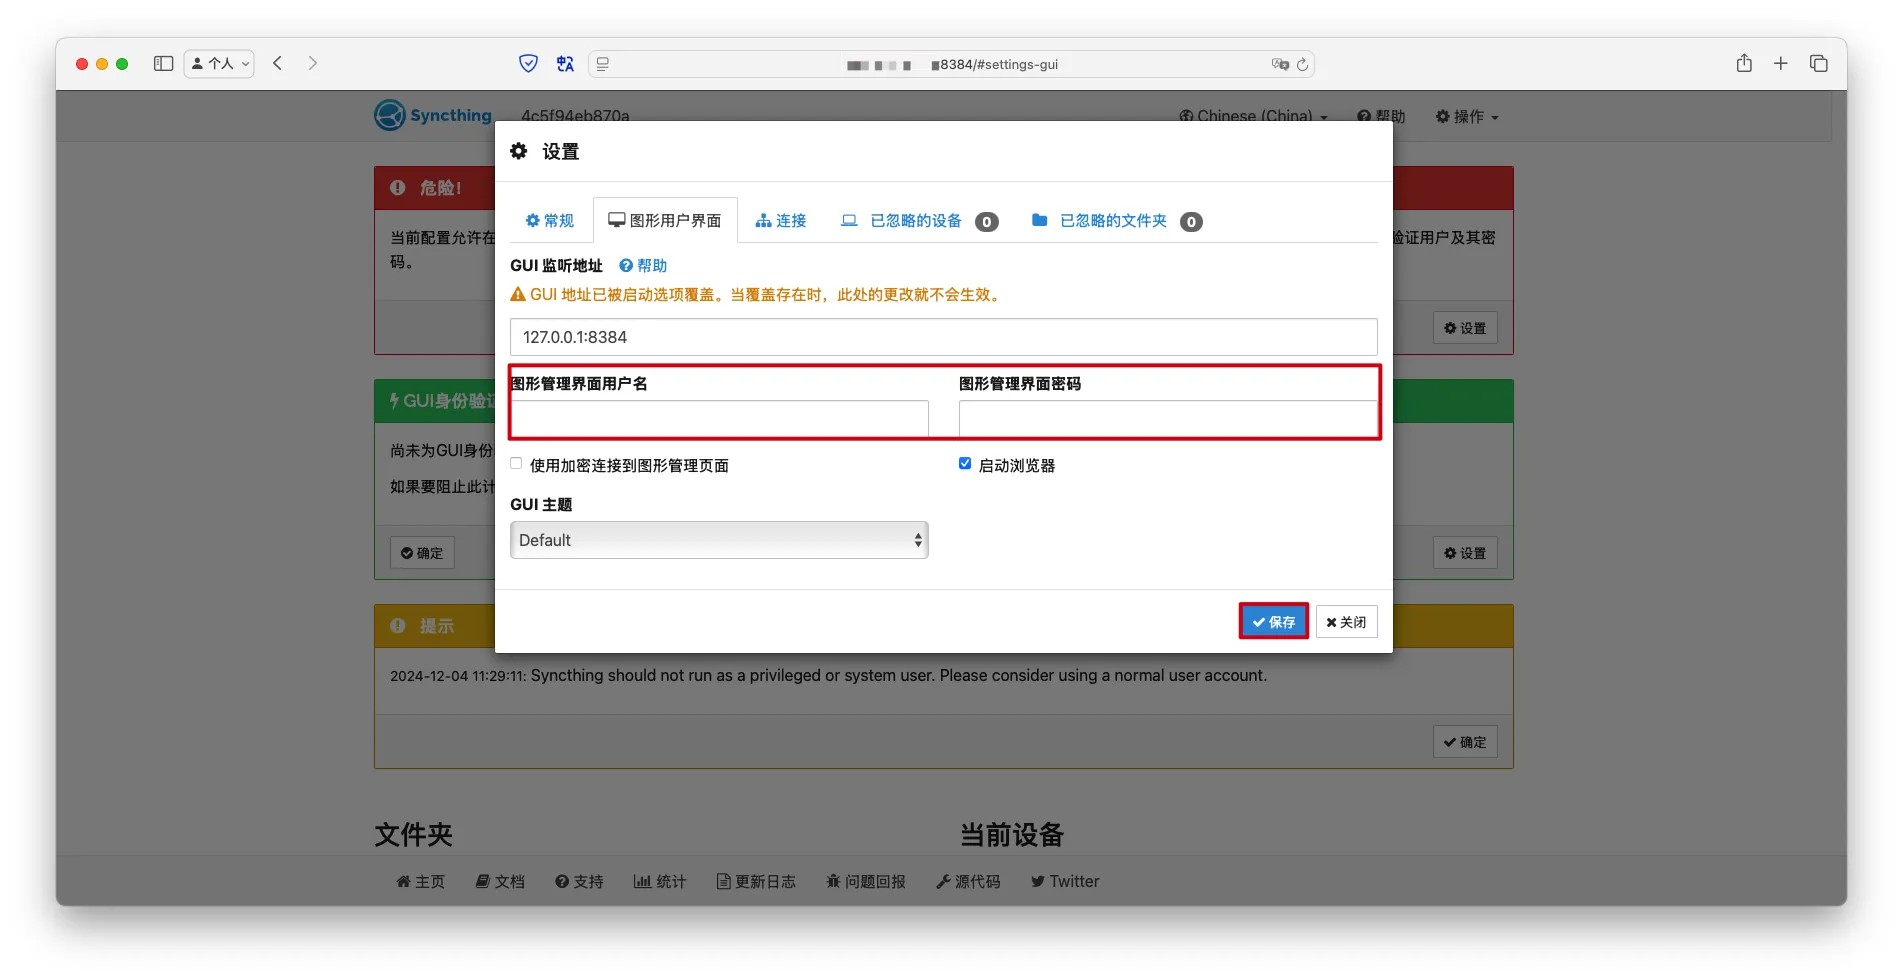 个人
8384/#settings-gui
Syncthing
4c5f94eb870a
Chinese (China)
帮助
操作
设置
危险!
当前配置允许在
验证用户及其密
码。
设置
常规
图形用户界面
连接
已忽略的设备 0
已忽略的文件夹 0
GUI 监听地址
帮助
GUI 地址已被启动选项覆盖。当覆盖存在时，此处的更改就不会生效。
127.0.0.1:8384
图形管理界面用户名
图形管理界面密码
使用加密连接到图形管理页面
启动浏览器
GUI 主题
Default
保存
关闭
GUI身份验证
尚未为GUI身份
如果要阻止此计
确定
设置
提示
2024-12-04 11:29:11: Syncthing should not run as a privileged or system user. Please consider using a normal user account.
确定
文件夹
当前设备
主页
文档
支持
统计
更新日志
问题回报
源代码
Twitter